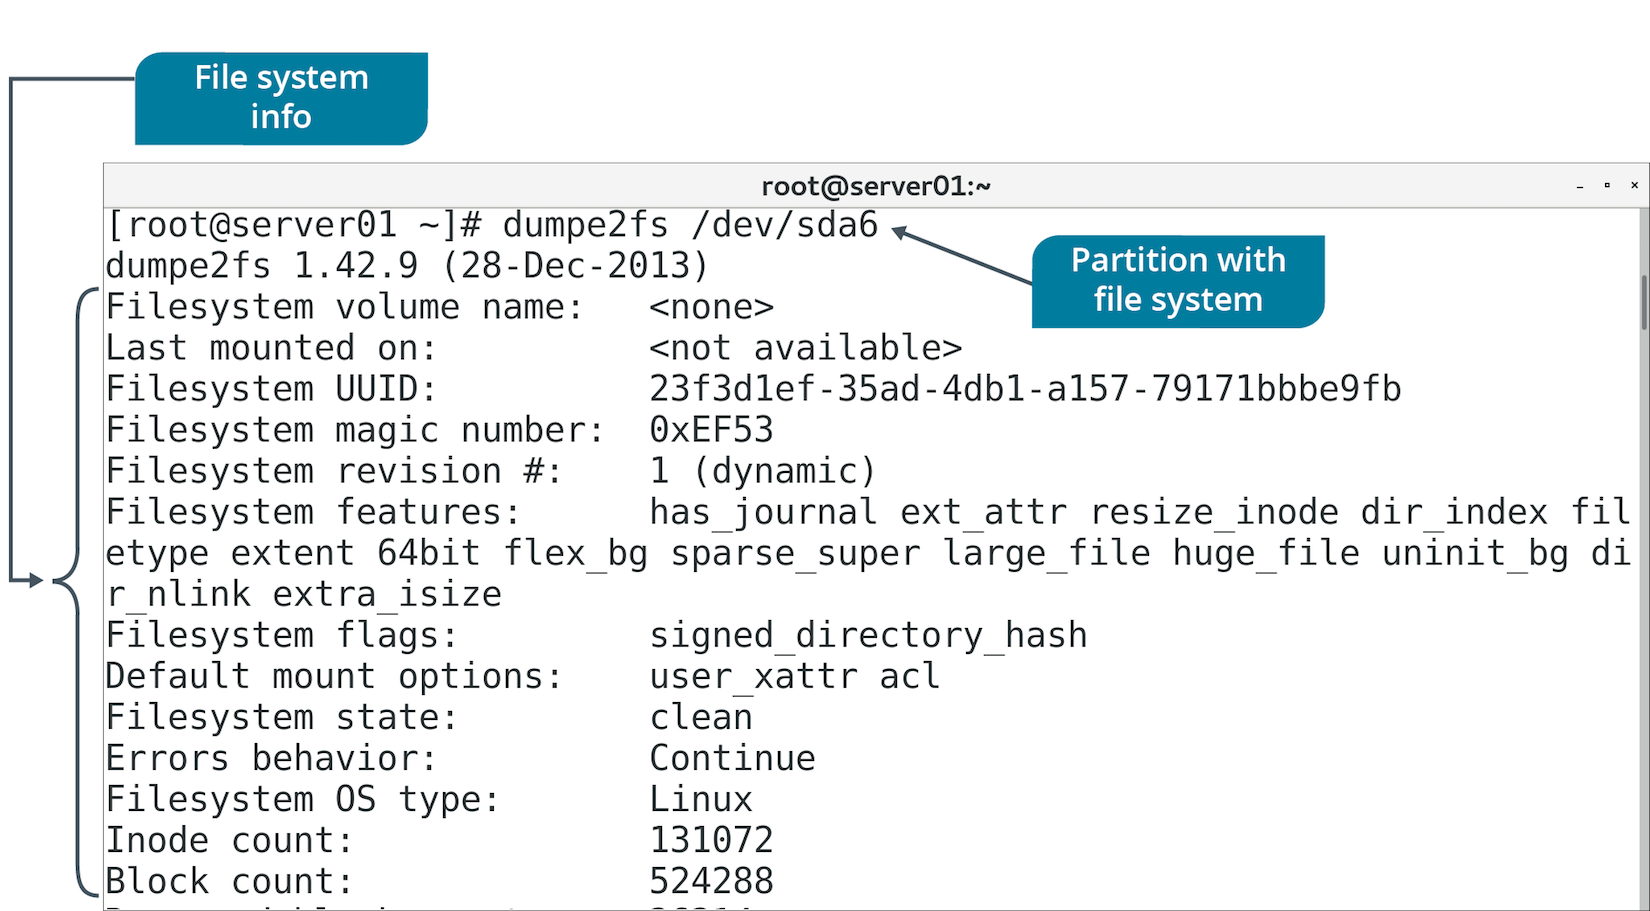 File system
info
root@server01:~
[root@server01 ~]# dumpe2fs /dev/sda6
dumpe2fs 1.42.9 (28-Dec-2013)
Partition with
file system
Filesystem volume name:   <none>
Last mounted on:          <not available>
Filesystem UUID:          23f3d1ef-35ad-4db1-a157-79171bbbe9fb
Filesystem magic number:  0xEF53
Filesystem revision #:    1 (dynamic)
Filesystem features:      has_journal ext_attr resize_inode dir_index fil
etype extent 64bit flex_bg sparse_super large_file huge_file uninit_bg di
r_nlink extra_isize
Filesystem flags:         signed_directory_hash
Default mount options:    user_xattr acl
Filesystem state:         clean
Errors behavior:          Continue
Filesystem OS type:       Linux
Inode count:              131072
Block count:              524288